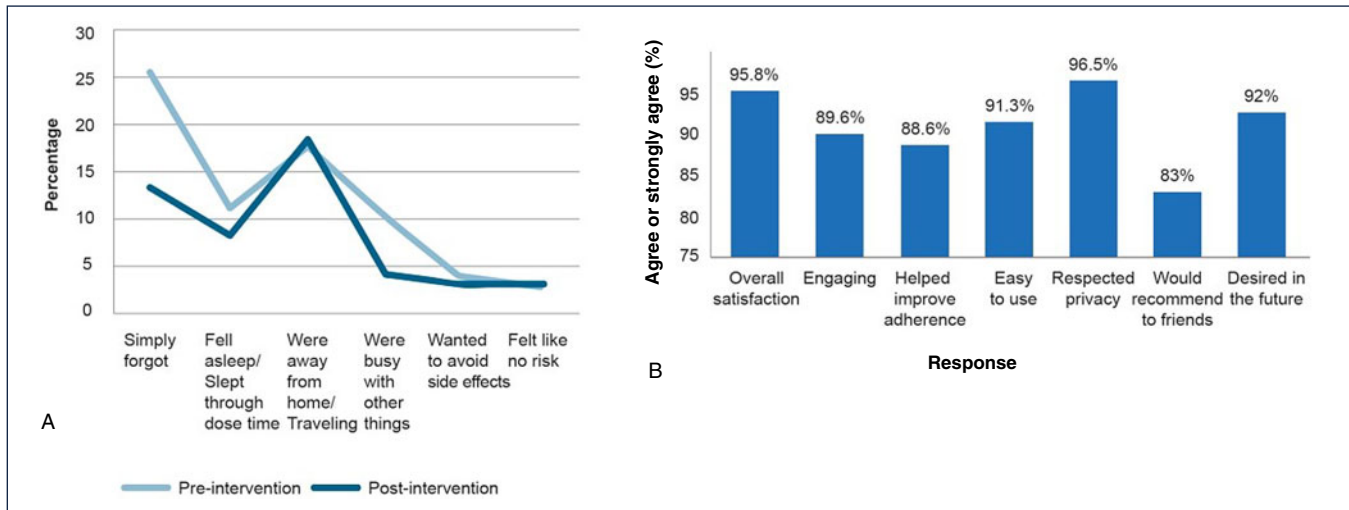 30
25
20
15
10
5
0
Percentage
Simply
forgot
Fell
asleep/
Slept
through
dose time
Were
away
from
home/
Traveling
Were
busy
with
other
things
Wanted
to avoid
side effects
Felt like
no risk
A
Pre-intervention
Post-intervention
Agree or strongly agree (%)
95
90
85
80
75
95.8%
89.6%
88.6%
91.3%
96.5%
83%
92%
Overall
satisfaction
Engaging
Helped
improve
adherence
Easy
to use
Respected
privacy
Would
recommend
to friends
Desired in
the future
Response
B